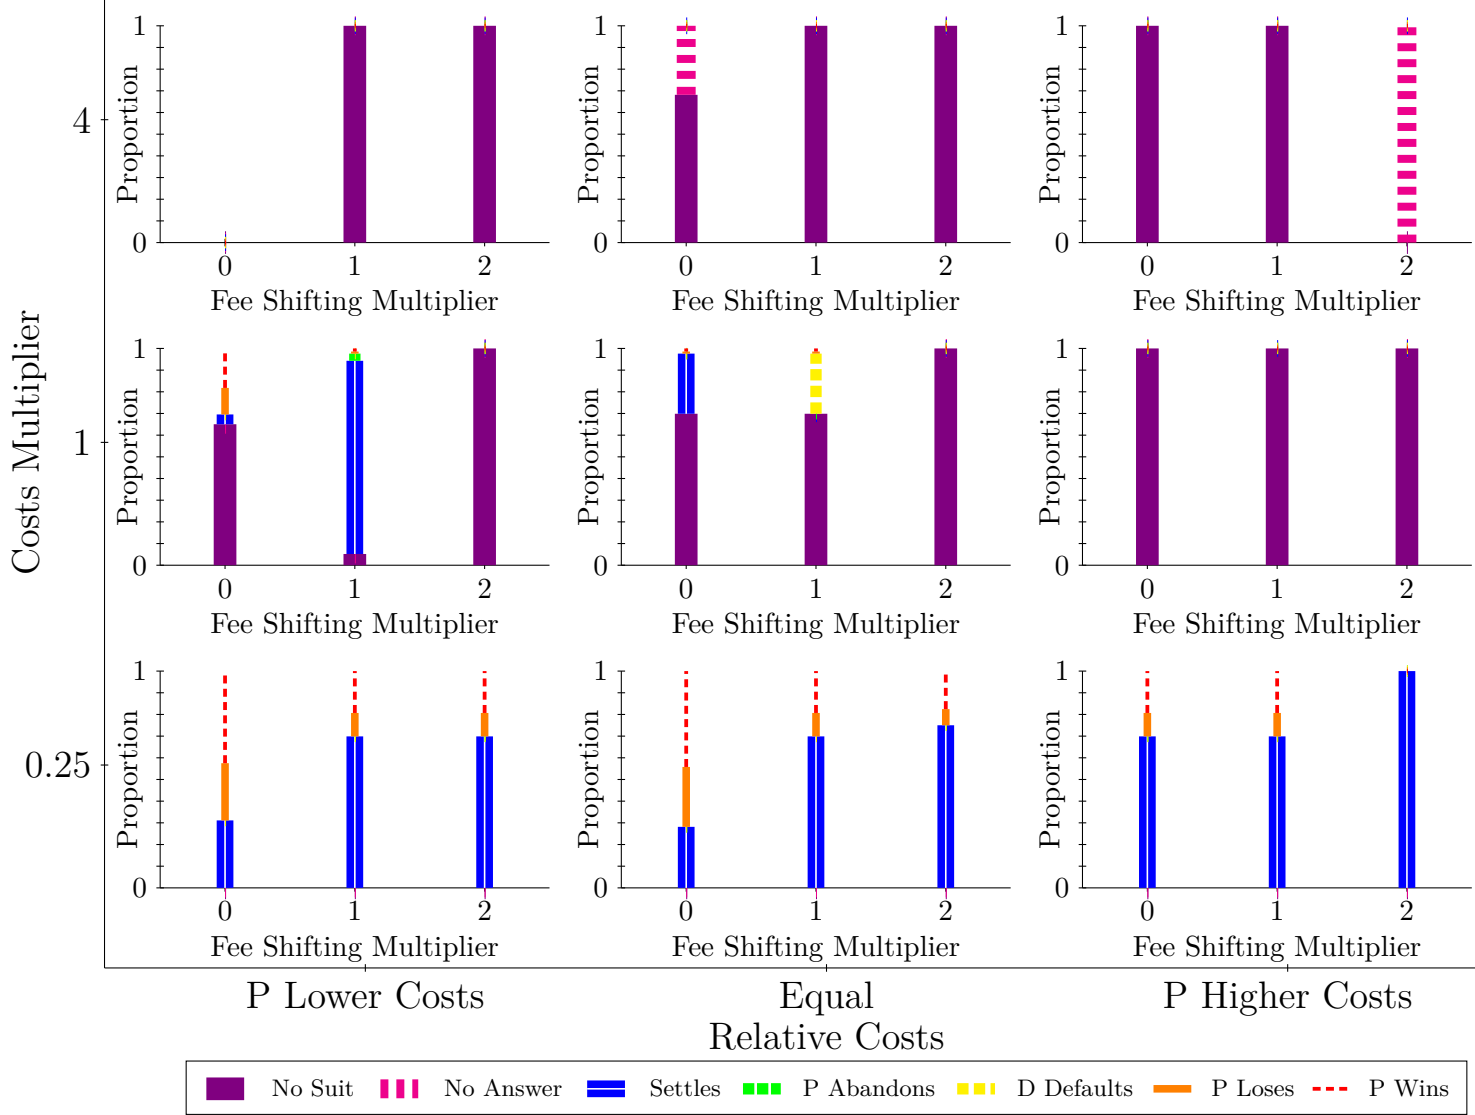 Costs Multiplier
4
Proportion
1
0
0 1 2
Fee Shifting Multiplier
Proportion
1
0
0 1 2
Fee Shifting Multiplier
Proportion
1
0
0 1 2
Fee Shifting Multiplier
1
Proportion
1
0
0 1 2
Fee Shifting Multiplier
Proportion
1
0
0 1 2
Fee Shifting Multiplier
Proportion
1
0
0 1 2
Fee Shifting Multiplier
0.25
Proportion
1
0
0 1 2
Fee Shifting Multiplier
Proportion
1
0
0 1 2
Fee Shifting Multiplier
Proportion
1
0
0 1 2
Fee Shifting Multiplier
P Lower Costs Equal P Higher Costs
Relative Costs
No Suit No Answer Settles P Abandons D Defaults P Loses P Wins